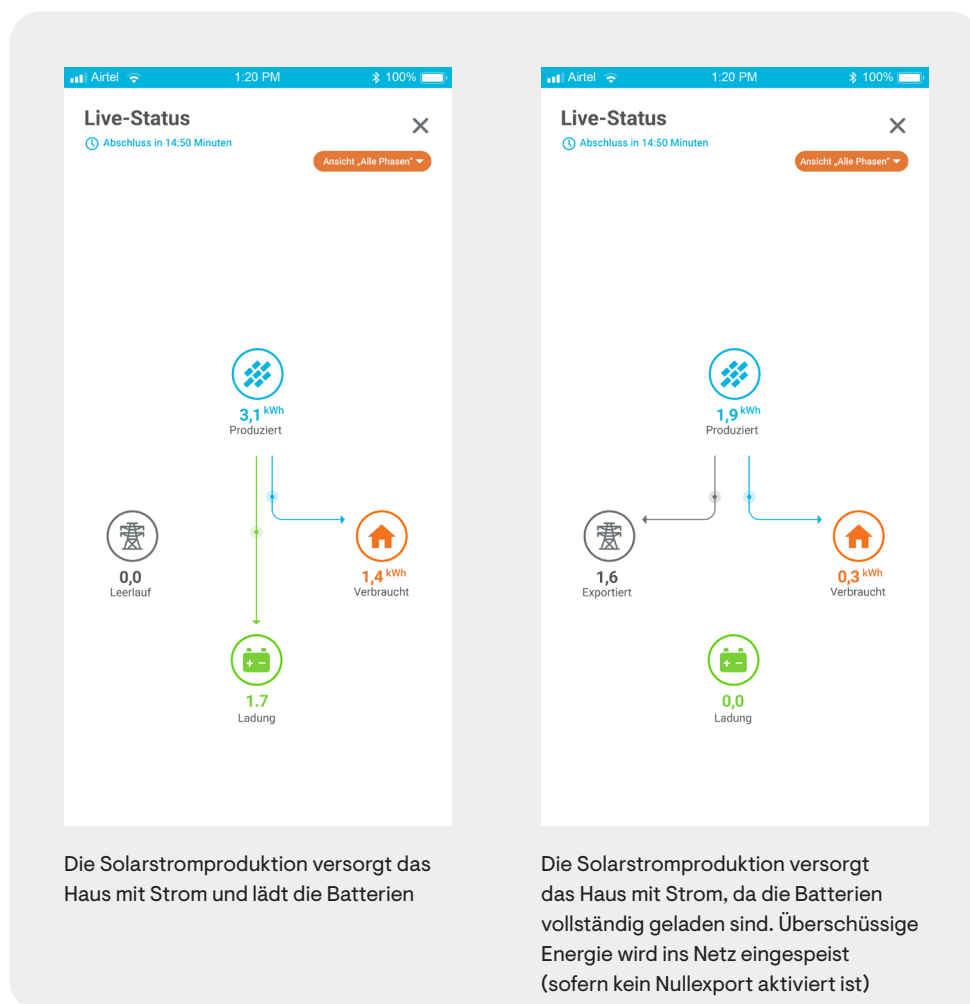 Airtel 1:20 PM 100%
Live-Status
Abschluss in 14:50 Minuten
Ansicht „Alle Phasen"
3,1 kWh
Produziert
0,0
Leerlauf
1,4 kWh
Verbraucht
1.7
Ladung
Die Solarstromproduktion versorgt das
Haus mit Strom und lädt die Batterien
Airtel 1:20 PM 100%
Live-Status
Abschluss in 14:50 Minuten
Ansicht „Alle Phasen"
1,9 kWh
Produziert
1,6
Exportiert
0,3 kWh
Verbraucht
0,0
Ladung
Die Solarstromproduktion versorgt
das Haus mit Strom, da die Batterien
vollständig geladen sind. Überschüssige
Energie wird ins Netz eingespeist
(sofern kein Nullexport aktiviert ist)